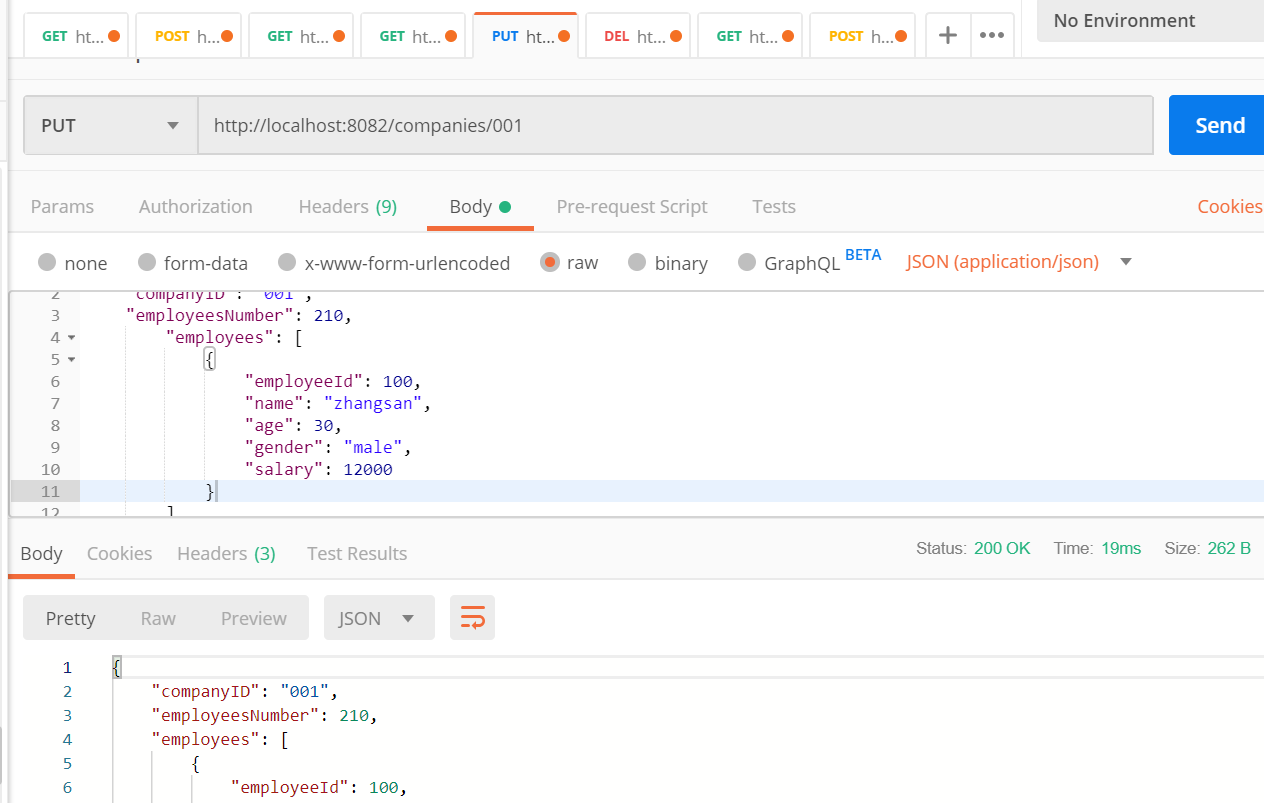 GET ht... POST h... GET ht... GET ht... PUT ht... DEL ht... GET ht... POST h... + ••• No Environment
PUT http://localhost:8082/companies/001 Send
Params Authorization Headers (9) Body Pre-request Script Tests Cookies
none form-data x-www-form-urlencoded raw binary GraphQL BETA JSON (application/json)
2 "companyID": "001",
3 "employeesNumber": 210,
4 "employees": [
5 {
6 "employeeId": 100,
7 "name": "zhangsan",
8 "age": 30,
9 "gender": "male",
10 "salary": 12000
11 }
12 ]
Body Cookies Headers (3) Test Results Status: 200 OK Time: 19ms Size: 262 B
Pretty Raw Preview JSON
1 {
2 "companyID": "001",
3 "employeesNumber": 210,
4 "employees": [
5 {
6 "employeeId": 100,